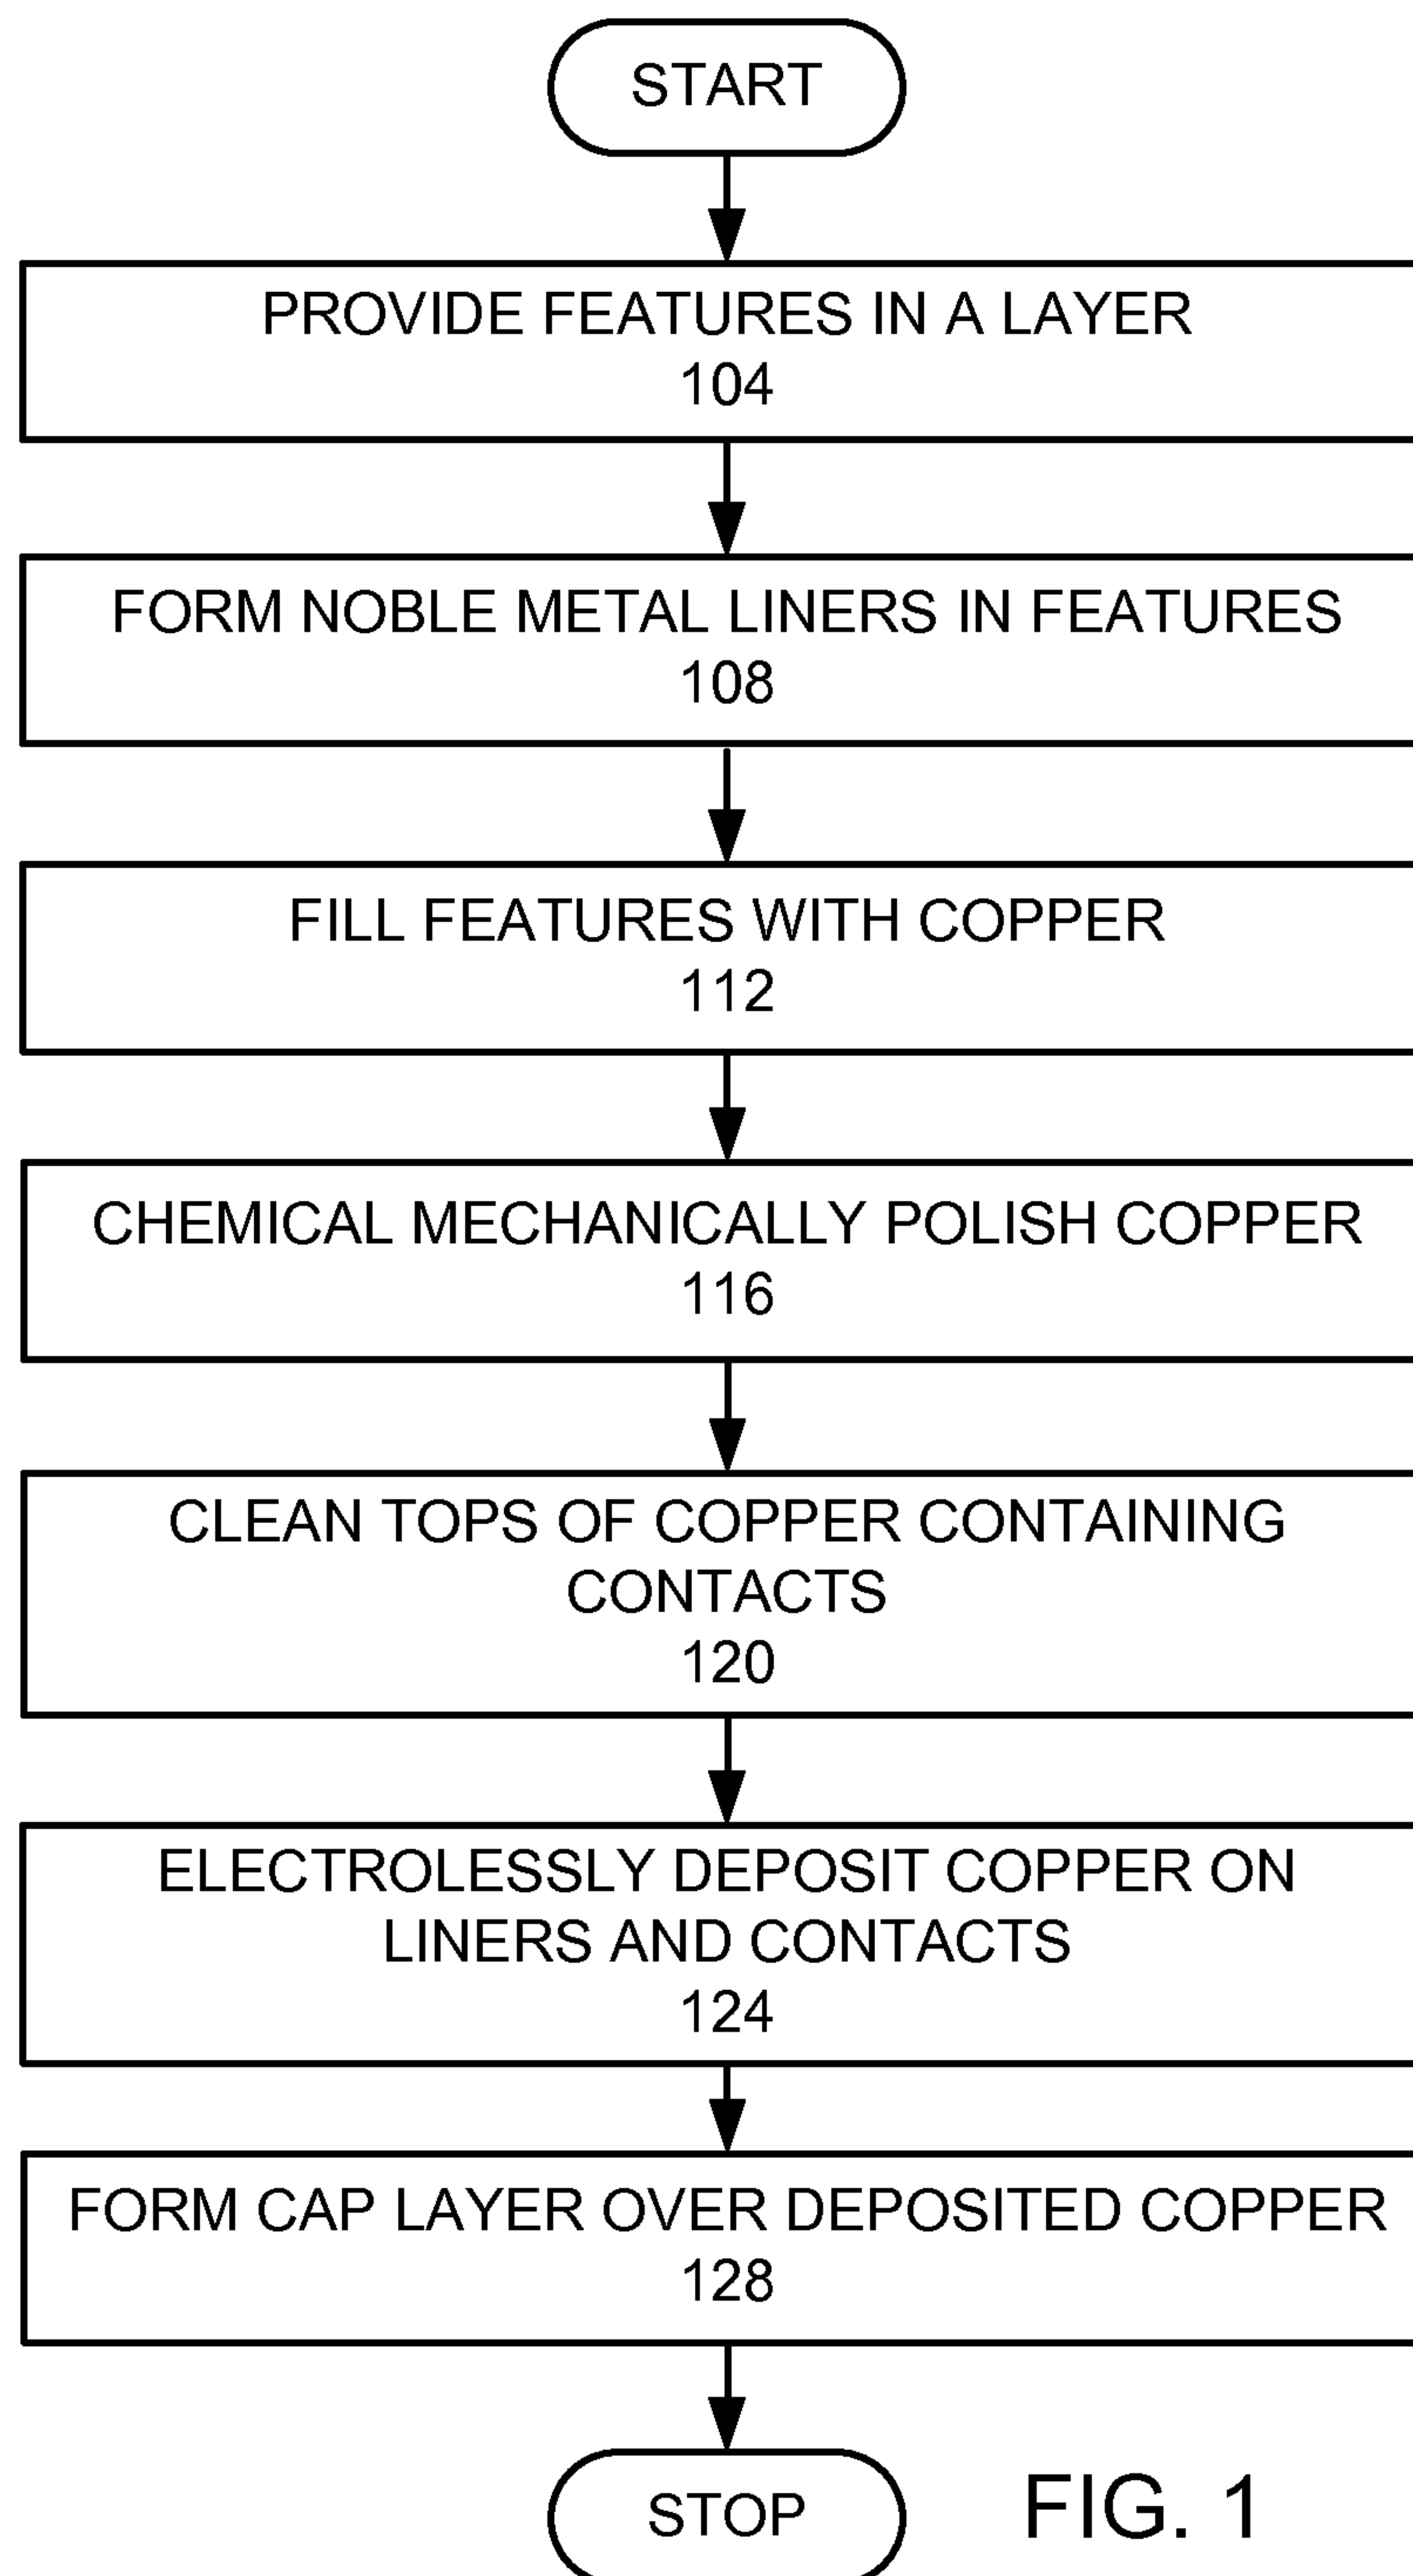 START
PROVIDE FEATURES IN A LAYER
104
FORM NOBLE METAL LINERS IN FEATURES
108
FILL FEATURES WITH COPPER
112
CHEMICAL MECHANICALLY POLISH COPPER
116
CLEAN TOPS OF COPPER CONTAINING
CONTACTS
120
ELECTROLESSLY DEPOSIT COPPER ON
LINERS AND CONTACTS
124
FORM CAP LAYER OVER DEPOSITED COPPER
128
STOP
FIG. 1